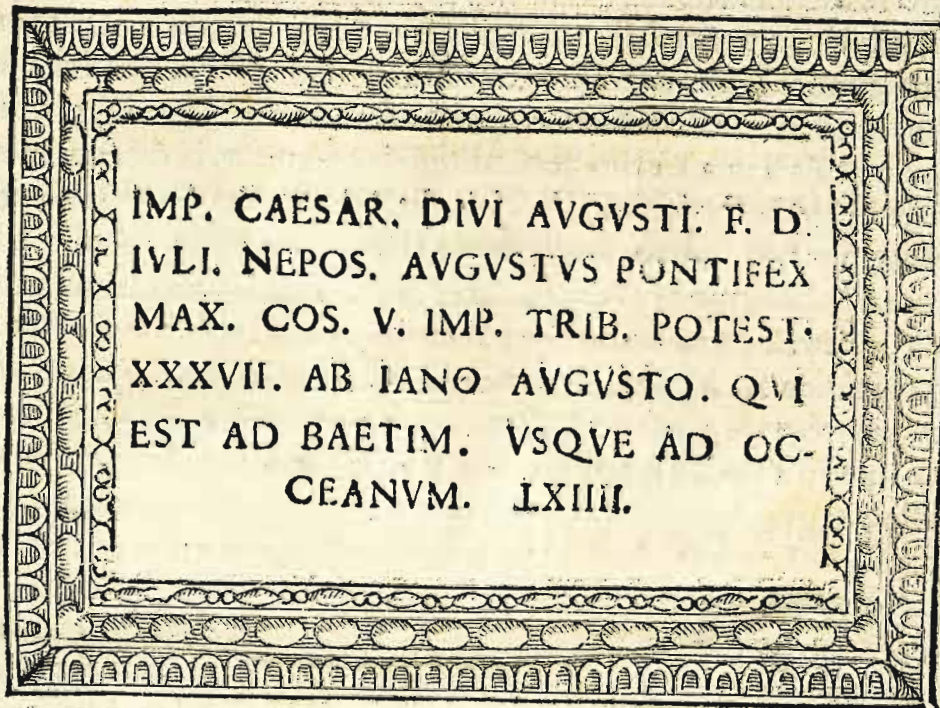 IMP. CAESAR. DIVI AVGVSTI. F. D.
IVLI. NEPOS. AVGVSTVS PONTIFEX
MAX. COS. V. IMP. TRIB. POTEST.
XXXVII. AB IANO AVGVSTO. QVI
EST AD BAETIM. VSQVE AD OC-
CEANVM. LXIIII.